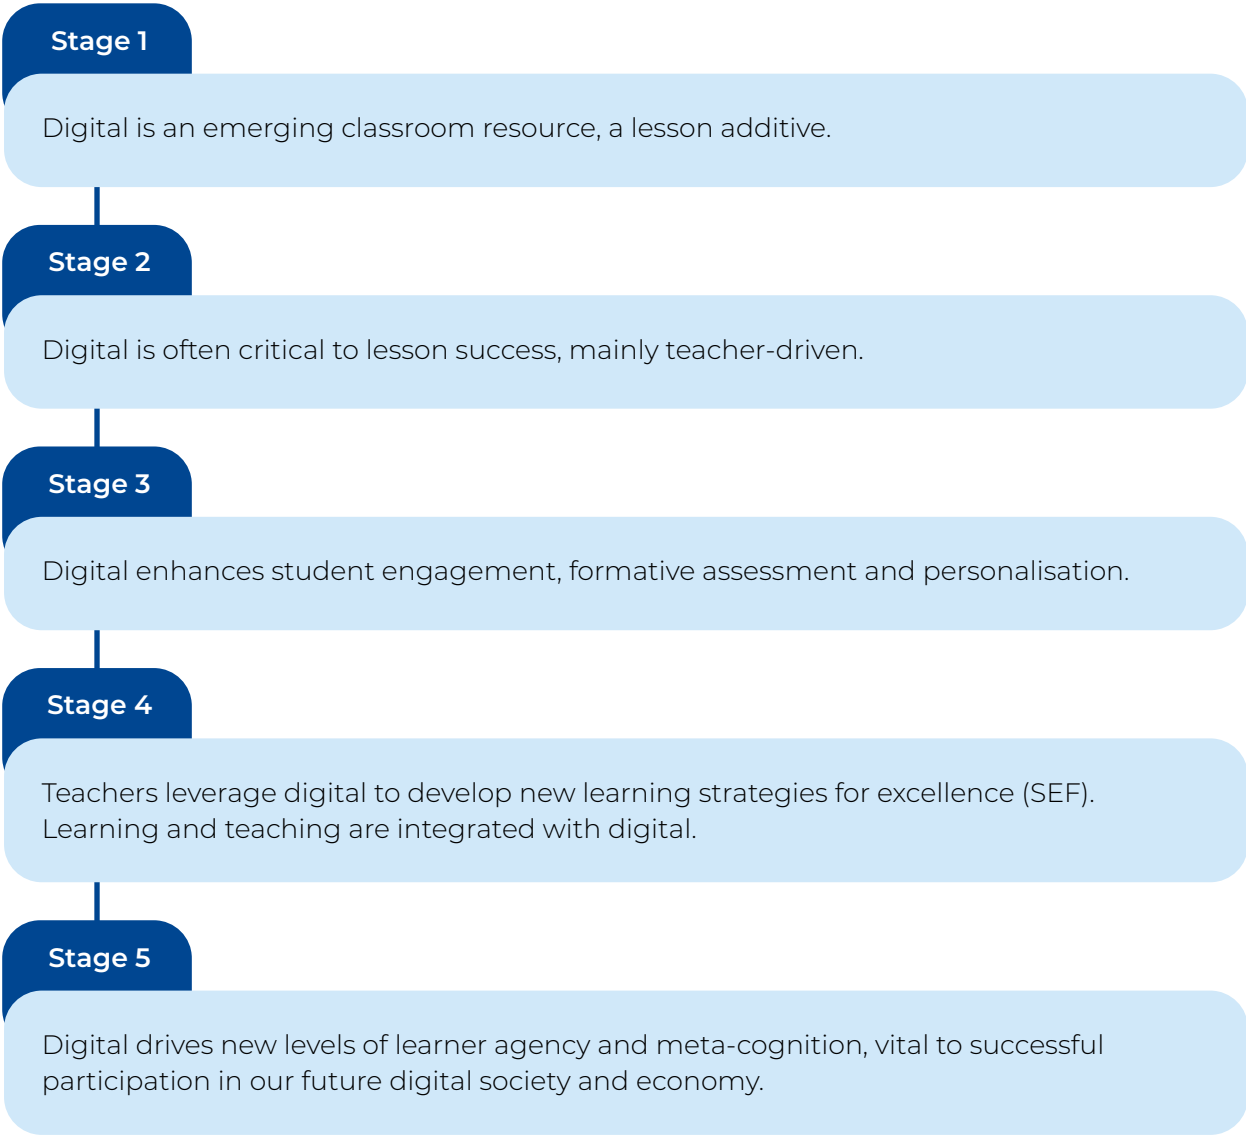 Stage 1
Digital is an emerging classroom resource, a lesson additive.
Stage 2
Digital is often critical to lesson success, mainly teacher-driven.
Stage 3
Digital enhances student engagement, formative assessment and personalisation.
Stage 4
Teachers leverage digital to develop new learning strategies for excellence (SEF).
Learning and teaching are integrated with digital.
Stage 5
Digital drives new levels of learner agency and meta-cognition, vital to successful
participation in our future digital society and economy.